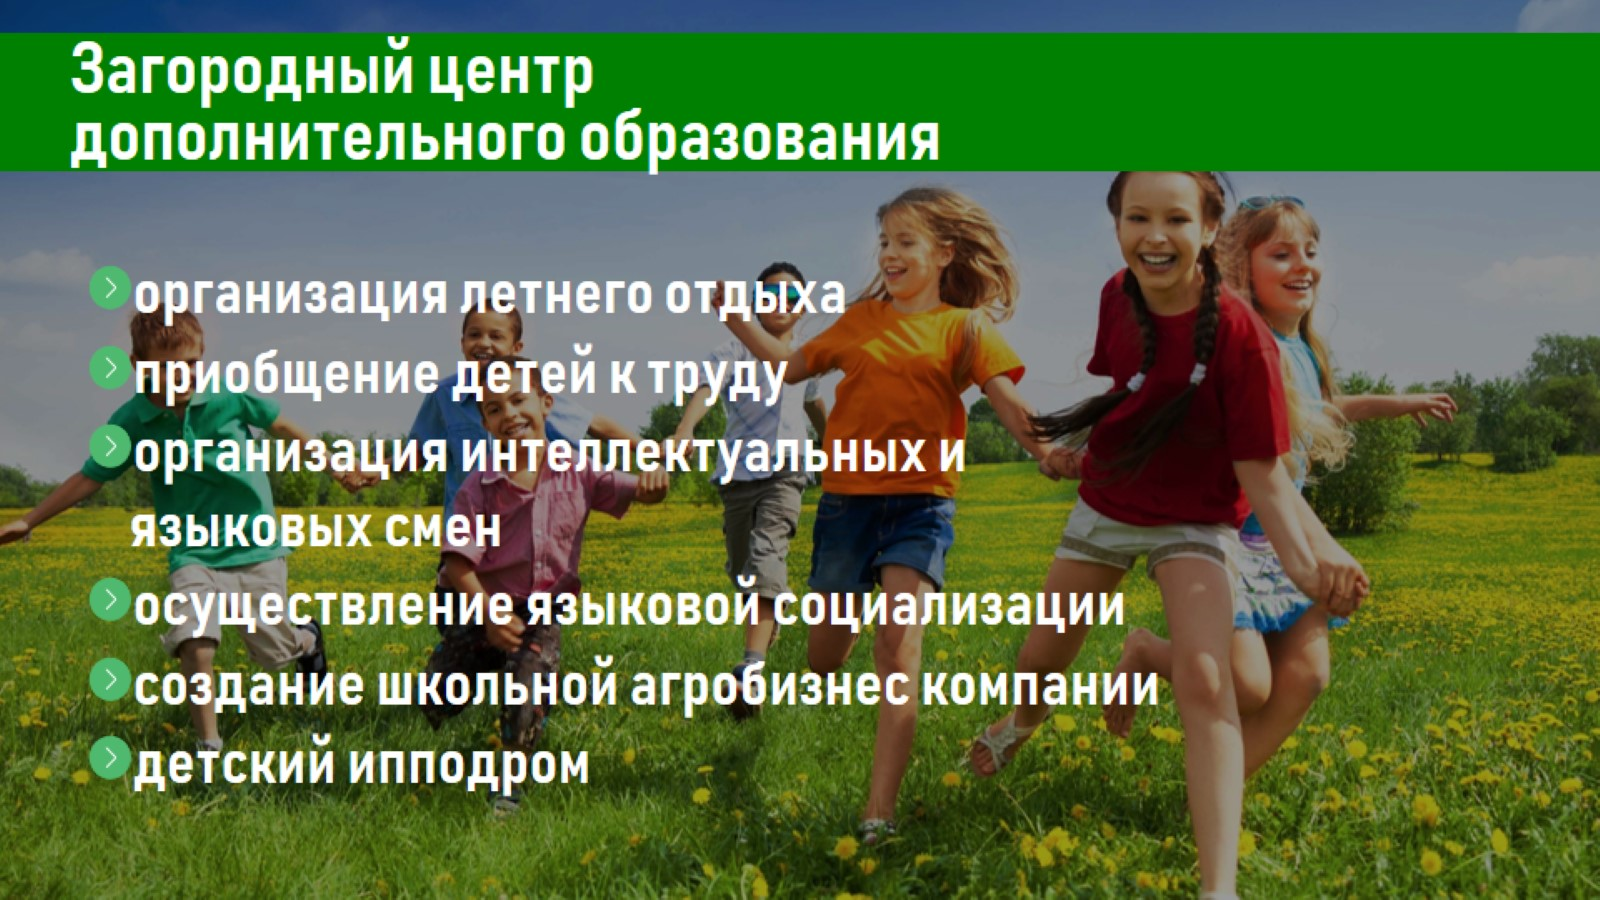 Загородный центр
дополнительного образования
организация летнего отдыха
приобщение детей к труду
организация интеллектуальных и
языковых смен
осуществление языковой социализации
создание школьной агробизнес компании
детский ипподром